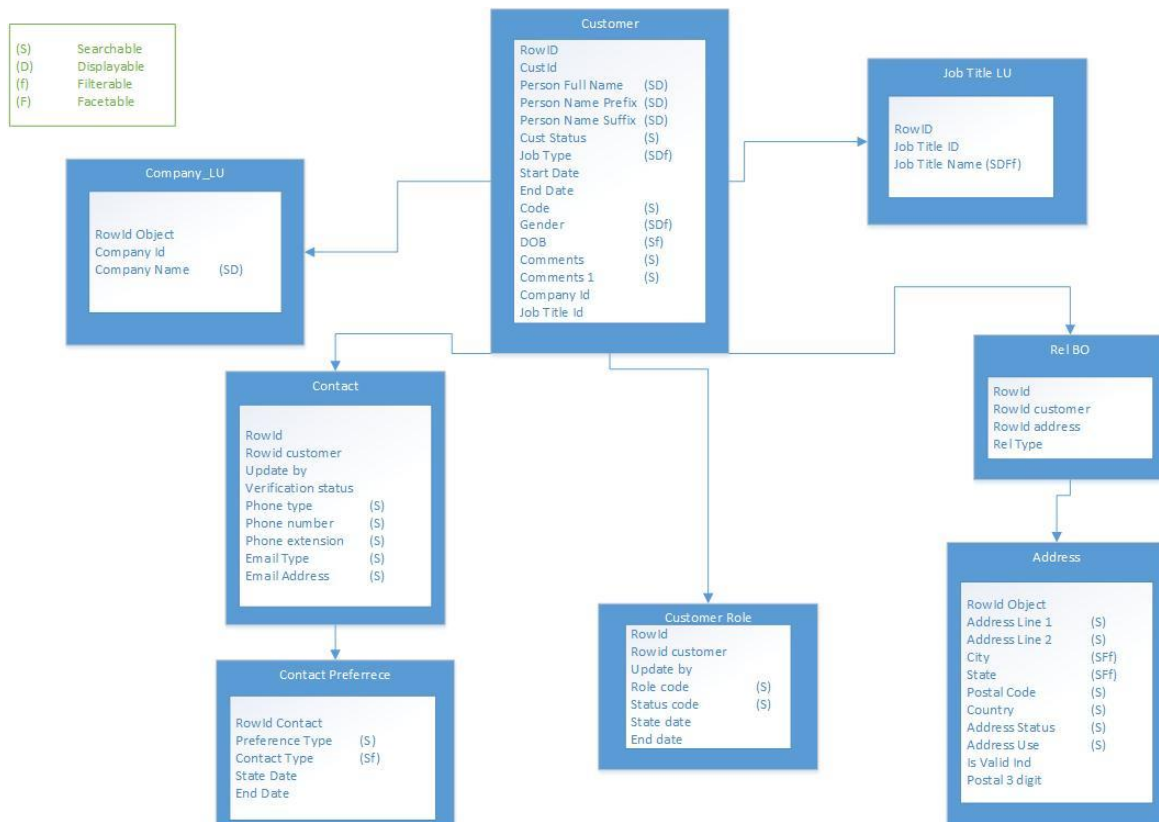 (S) Searchable
(D) Displayable
(f) Filterable
(F) Facetable
Customer
RowID
CustId
Person Full Name (SD)
Person Name Prefix (SD)
Person Name Suffix (SD)
Cust Status (S)
Job Type (SDf)
Start Date
End Date
Code (S)
Gender (SDf)
DOB (Sf)
Comments (S)
Comments 1 (S)
Company Id
Job Title Id
Job Title LU
RowID
Job Title ID
Job Title Name (SDFf)
Company_LU
RowId Object
Company Id
Company Name (SD)
Contact
RowId
Rowid customer
Update by
Verification status
Phone type (S)
Phone number (S)
Phone extension (S)
Email Type (S)
Email Address (S)
Rel BO
RowId
RowId customer
RowId address
Rel Type
Contact Preferrece
RowId Contact
Preference Type (S)
Contact Type (Sf)
State Date
End Date
Customer Role
RowId
Rowid customer
Update by
Role code (S)
Status code (S)
State date
End date
Address
RowId Object
Address Line 1 (S)
Address Line 2 (S)
City (SFf)
State (SFf)
Postal Code (S)
Country (S)
Address Status (S)
Address Use (S)
Is Valid Ind
Postal 3 digit